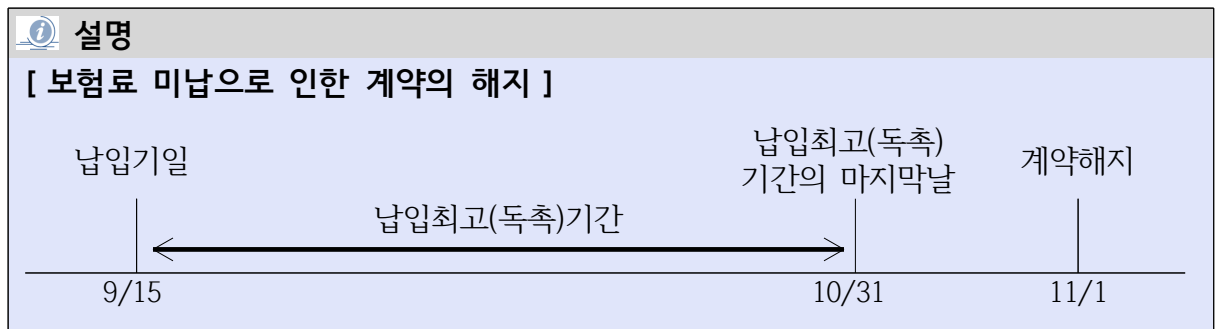 설명
[ 보험료 미납으로 인한 계약의 해지 ]
납입기일
납입최고(독촉)
기간의 마지막날
계약해지
납입최고(독촉)기간
9/15
10/31
11/1